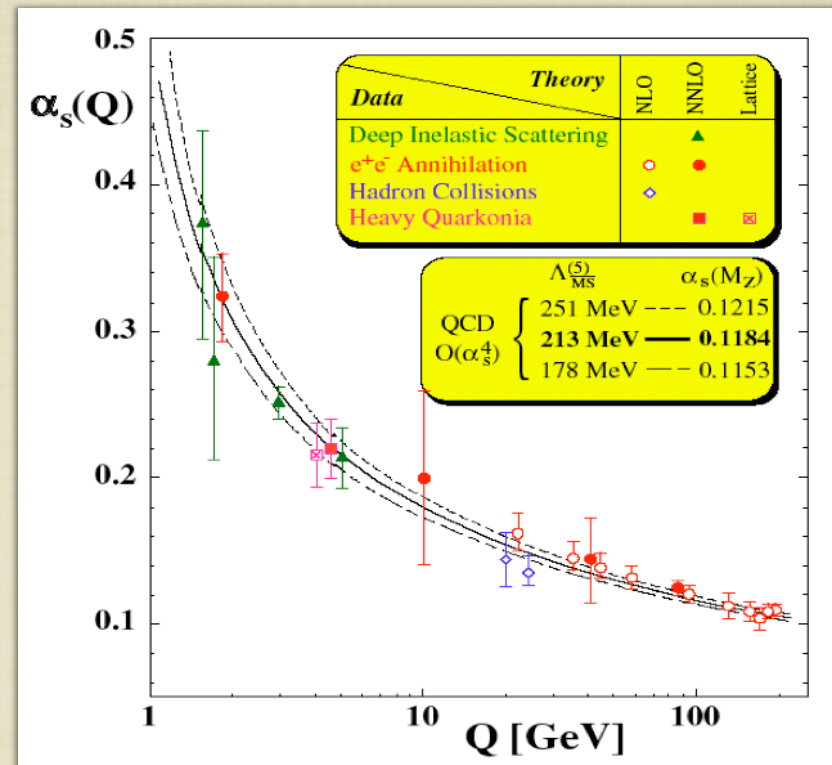 0.5
0.4
0.3
0.2
0.1
αs(Q)
Theory
Data
NLO
NNLO
Lattice
Deep Inelastic Scattering
e+e- Annihilation
Hadron Collisions
Heavy Quarkonia
Λ(5)MS αs(MZ)
QCD O(αs4) {
251 MeV 0.1215
213 MeV 0.1184
178 MeV 0.1153
1 10 100
Q [GeV]